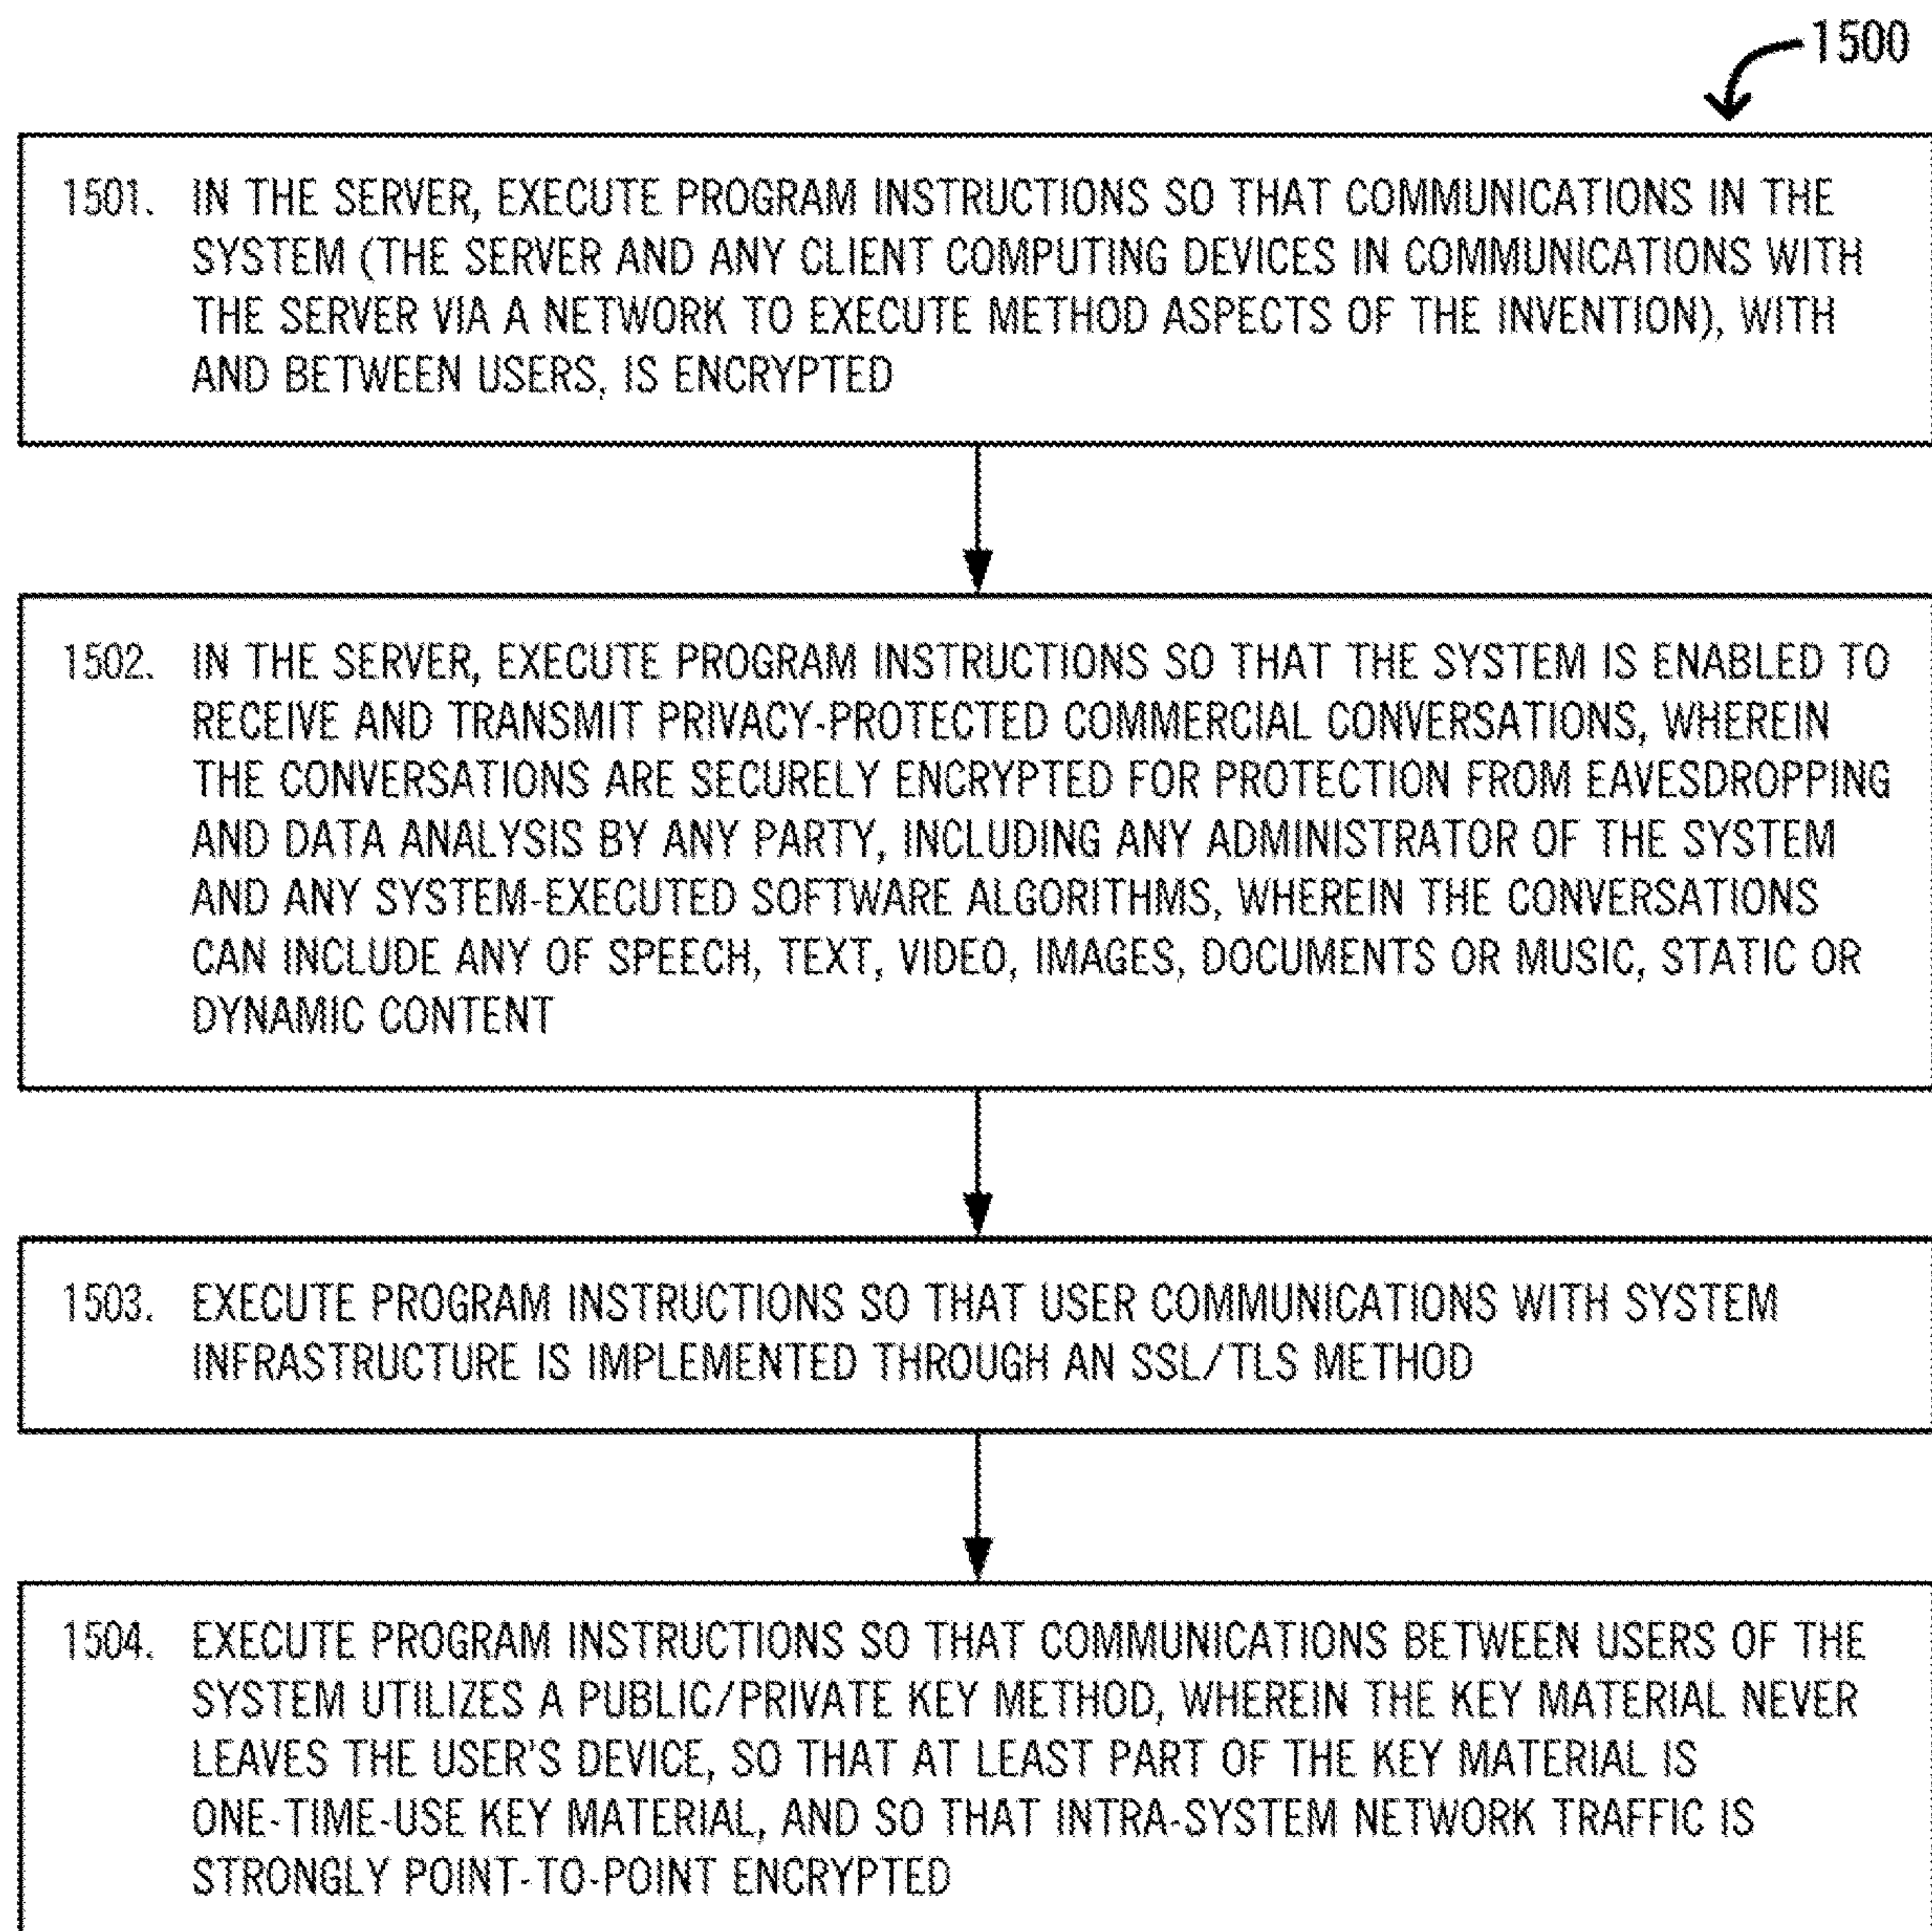 1500
1501. IN THE SERVER, EXECUTE PROGRAM INSTRUCTIONS SO THAT COMMUNICATIONS IN THE
SYSTEM (THE SERVER AND ANY CLIENT COMPUTING DEVICES IN COMMUNICATIONS WITH
THE SERVER VIA A NETWORK TO EXECUTE METHOD ASPECTS OF THE INVENTION), WITH
AND BETWEEN USERS, IS ENCRYPTED
1502. IN THE SERVER, EXECUTE PROGRAM INSTRUCTIONS SO THAT THE SYSTEM IS ENABLED TO
RECEIVE AND TRANSMIT PRIVACY-PROTECTED COMMERCIAL CONVERSATIONS, WHEREIN
THE CONVERSATIONS ARE SECURELY ENCRYPTED FOR PROTECTION FROM EAVESDROPPING
AND DATA ANALYSIS BY ANY PARTY, INCLUDING ANY ADMINISTRATOR OF THE SYSTEM
AND ANY SYSTEM-EXECUTED SOFTWARE ALGORITHMS, WHEREIN THE CONVERSATIONS
CAN INCLUDE ANY OF SPEECH, TEXT, VIDEO, IMAGES, DOCUMENTS OR MUSIC, STATIC OR
DYNAMIC CONTENT
1503. EXECUTE PROGRAM INSTRUCTIONS SO THAT USER COMMUNICATIONS WITH SYSTEM
INFRASTRUCTURE IS IMPLEMENTED THROUGH AN SSL/TLS METHOD
1504. EXECUTE PROGRAM INSTRUCTIONS SO THAT COMMUNICATIONS BETWEEN USERS OF THE
SYSTEM UTILIZES A PUBLIC/PRIVATE KEY METHOD, WHEREIN THE KEY MATERIAL NEVER
LEAVES THE USER'S DEVICE, SO THAT AT LEAST PART OF THE KEY MATERIAL IS
ONE-TIME-USE KEY MATERIAL, AND SO THAT INTRA-SYSTEM NETWORK TRAFFIC IS
STRONGLY POINT-TO-POINT ENCRYPTED